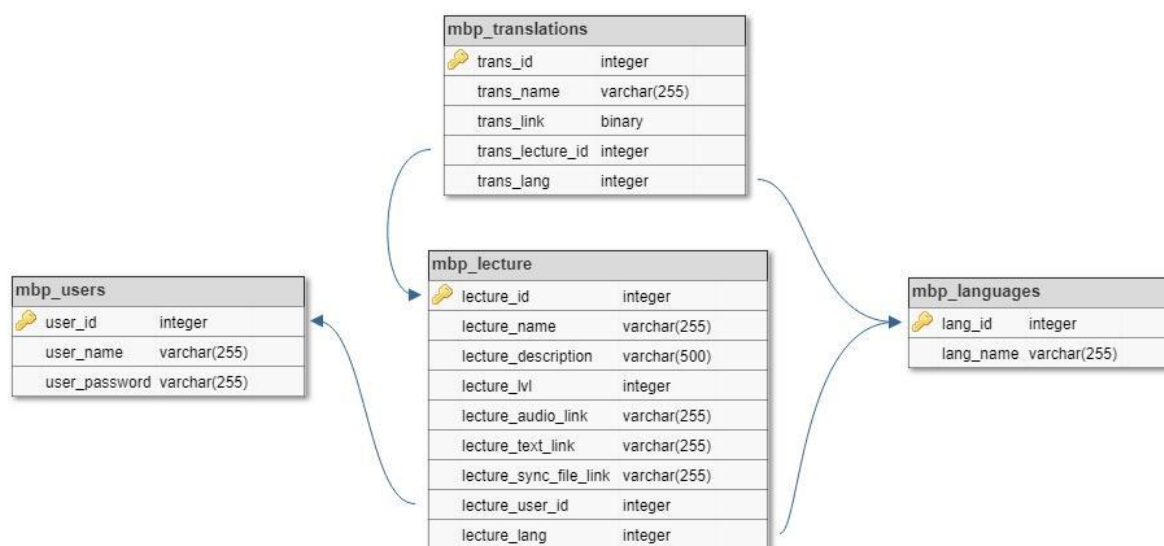 mbp_translations
trans_id integer
trans_name varchar(255)
trans_link binary
trans_lecture_id integer
trans_lang integer
mbp_users
user_id integer
user_name varchar(255)
user_password varchar(255)
mbp_lecture
lecture_id integer
lecture_name varchar(255)
lecture_description varchar(500)
lecture_lvl integer
lecture_audio_link varchar(255)
lecture_text_link varchar(255)
lecture_sync_file_link varchar(255)
lecture_user_id integer
lecture_lang integer
mbp_languages
lang_id integer
lang_name varchar(255)